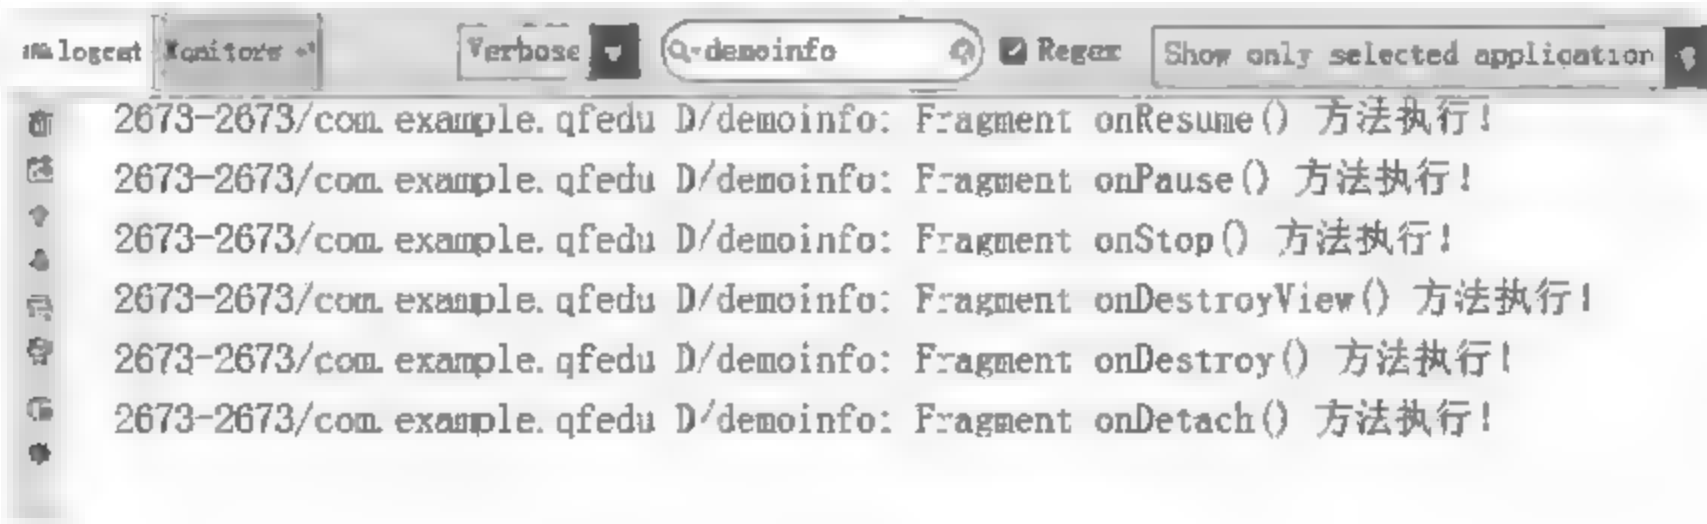 logcat Monitors Verbose demoinfo Regex Show only selected application
2673-2673/com.example.qfedu D/demoinfo: Fragment onResume() 方法执行!
2673-2673/com.example.qfedu D/demoinfo: Fragment onPause() 方法执行!
2673-2673/com.example.qfedu D/demoinfo: Fragment onStop() 方法执行!
2673-2673/com.example.qfedu D/demoinfo: Fragment onDestroyView() 方法执行!
2673-2673/com.example.qfedu D/demoinfo: Fragment onDestroy() 方法执行!
2673-2673/com.example.qfedu D/demoinfo: Fragment onDetach() 方法执行!